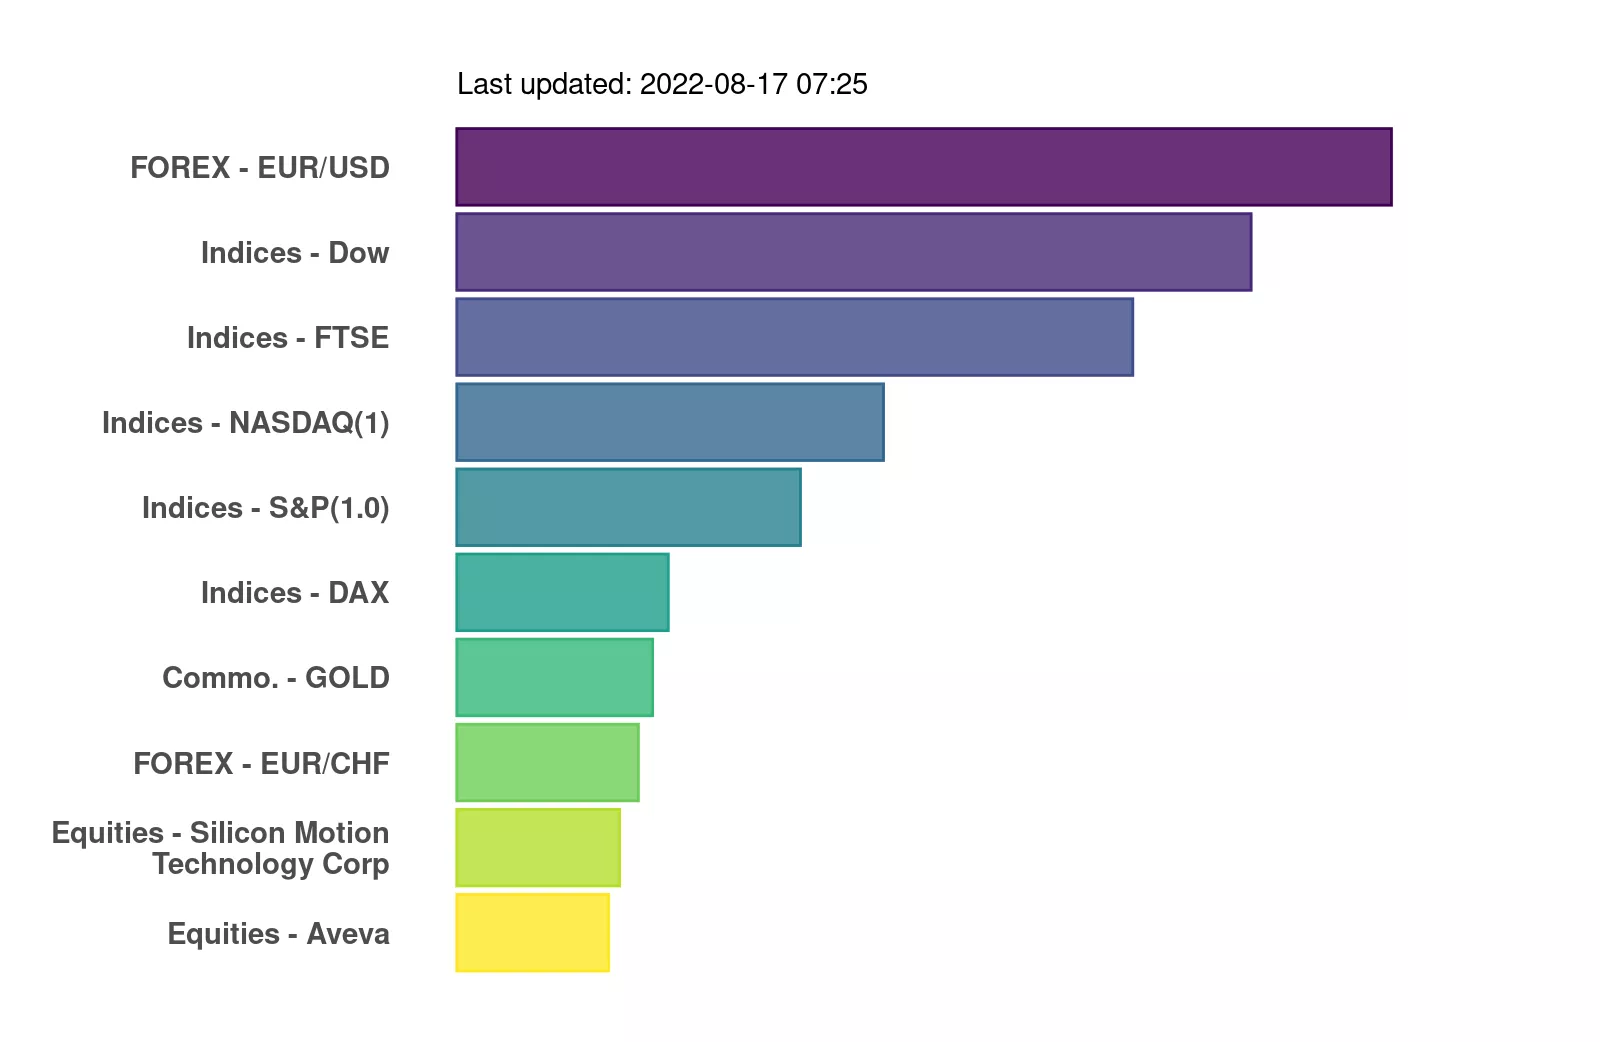 Last updated: 2022-08-17 07:25
FOREX - EUR/USD
Indices - Dow
Indices - FTSE
Indices - NASDAQ(1)
Indices - S&P(1.0)
Indices - DAX
Commo. - GOLD
FOREX - EUR/CHF
Equities - Silicon Motion
Technology Corp
Equities - Aveva